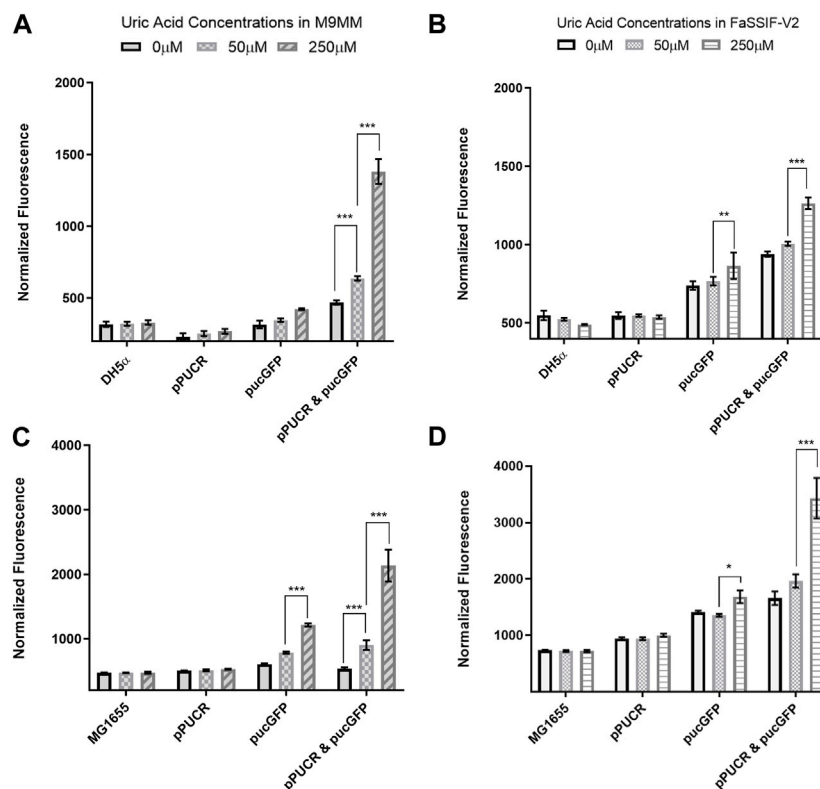 A
Uric Acid Concentrations in M9MM
0μM 50μM 250μM
Normalized Fluorescence
2000
1500
1000
500
***
***
DH5α
pPUCR
pucGFP
pPUCR & pucGFP
B
Uric Acid Concentrations in FaSSIF-V2
0μM 50μM 250μM
Normalized Fluorescence
2000
1500
1000
500
**
***
DH5α
pPUCR
pucGFP
pPUCR & pucGFP
C
Normalized Fluorescence
4000
3000
2000
1000
***
***
***
MG1655
pPUCR
pucGFP
pPUCR & pucGFP
D
Normalized Fluorescence
4000
3000
2000
1000
*
***
MG1655
pPUCR
pucGFP
pPUCR & pucGFP